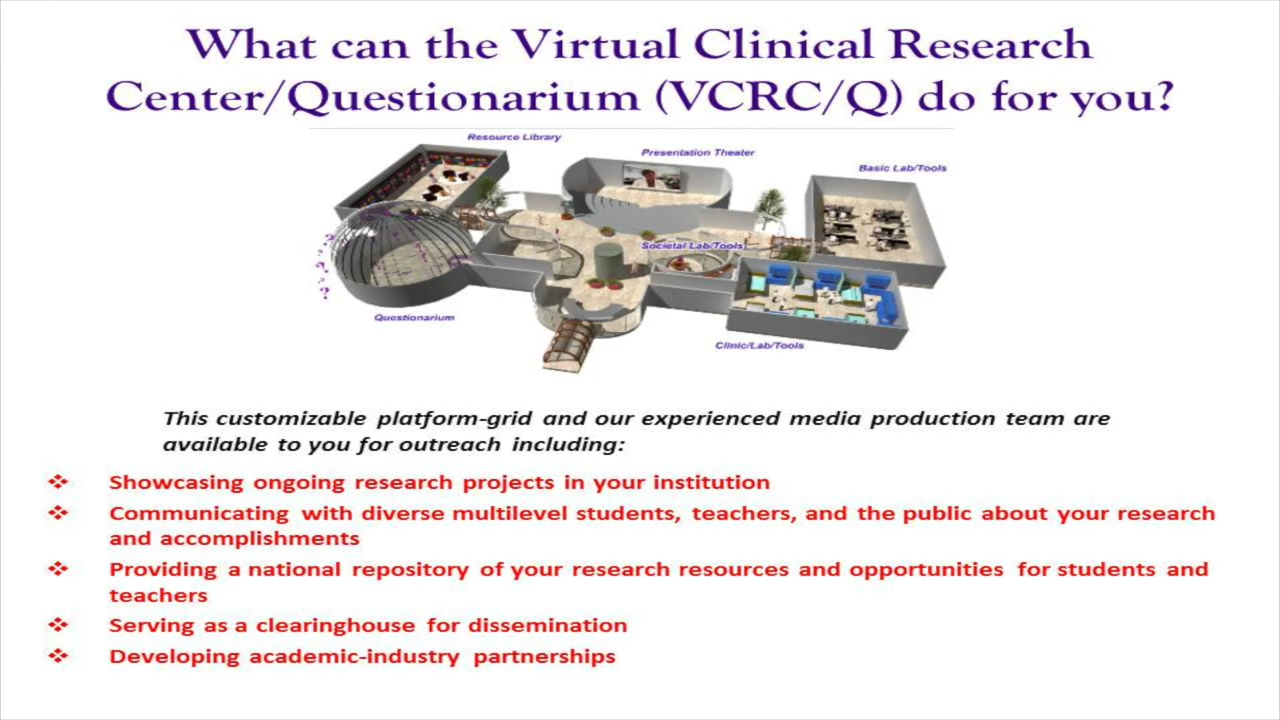 What can the Virtual Clinical Research
Center/Questionarium (VCRC/Q) do for you?
Resource Library
Presentation Theater
Basic Lab/Tools
Societal Lab/Tools
Questionarium
Clinic/Lab/Tools
This customizable platform-grid and our experienced media production team are
available to you for outreach including:
❖ Showcasing ongoing research projects in your institution
❖ Communicating with diverse multilevel students, teachers, and the public about your research
and accomplishments
❖ Providing a national repository of your research resources and opportunities for students and
teachers
❖ Serving as a clearinghouse for dissemination
❖ Developing academic-industry partnerships